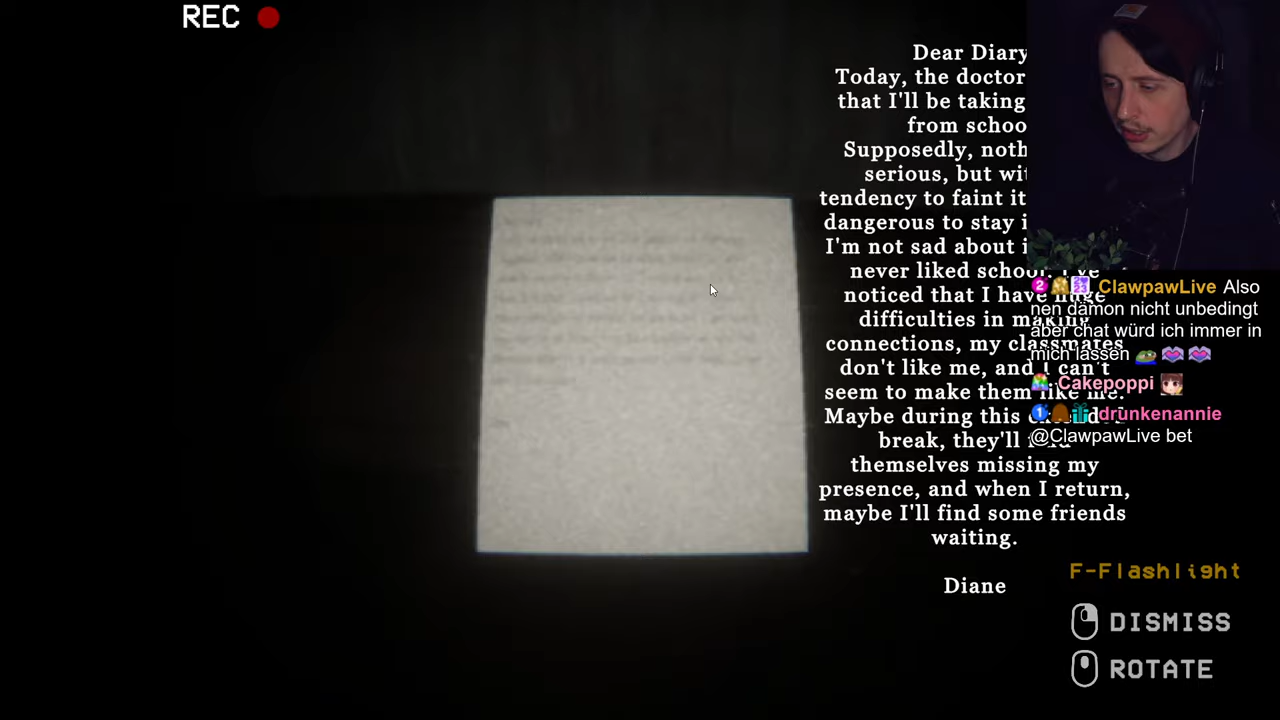 REC
Dear Diary
Today, the doctor
that I'll be taking
from schoo
Supposedly, noth
serious, but wit
tendency to faint it
dangerous to stay i
I'm not sad about i
never liked school. I've
noticed that I have huge
difficulties in making
connections, my classmates
don't like me, and I can't
seem to make them like me.
Maybe during this
break, they'll
themselves missing my
presence, and when I return,
maybe I'll find some friends
waiting.
Diane
ClawpawLive Also
nen dämon nicht unbedingt
aber chat würd ich immer in
mich lassen
Cakepoppi
drunkenannie
@ClawpawLive bet
F-Flashlight
DISMISS
ROTATE